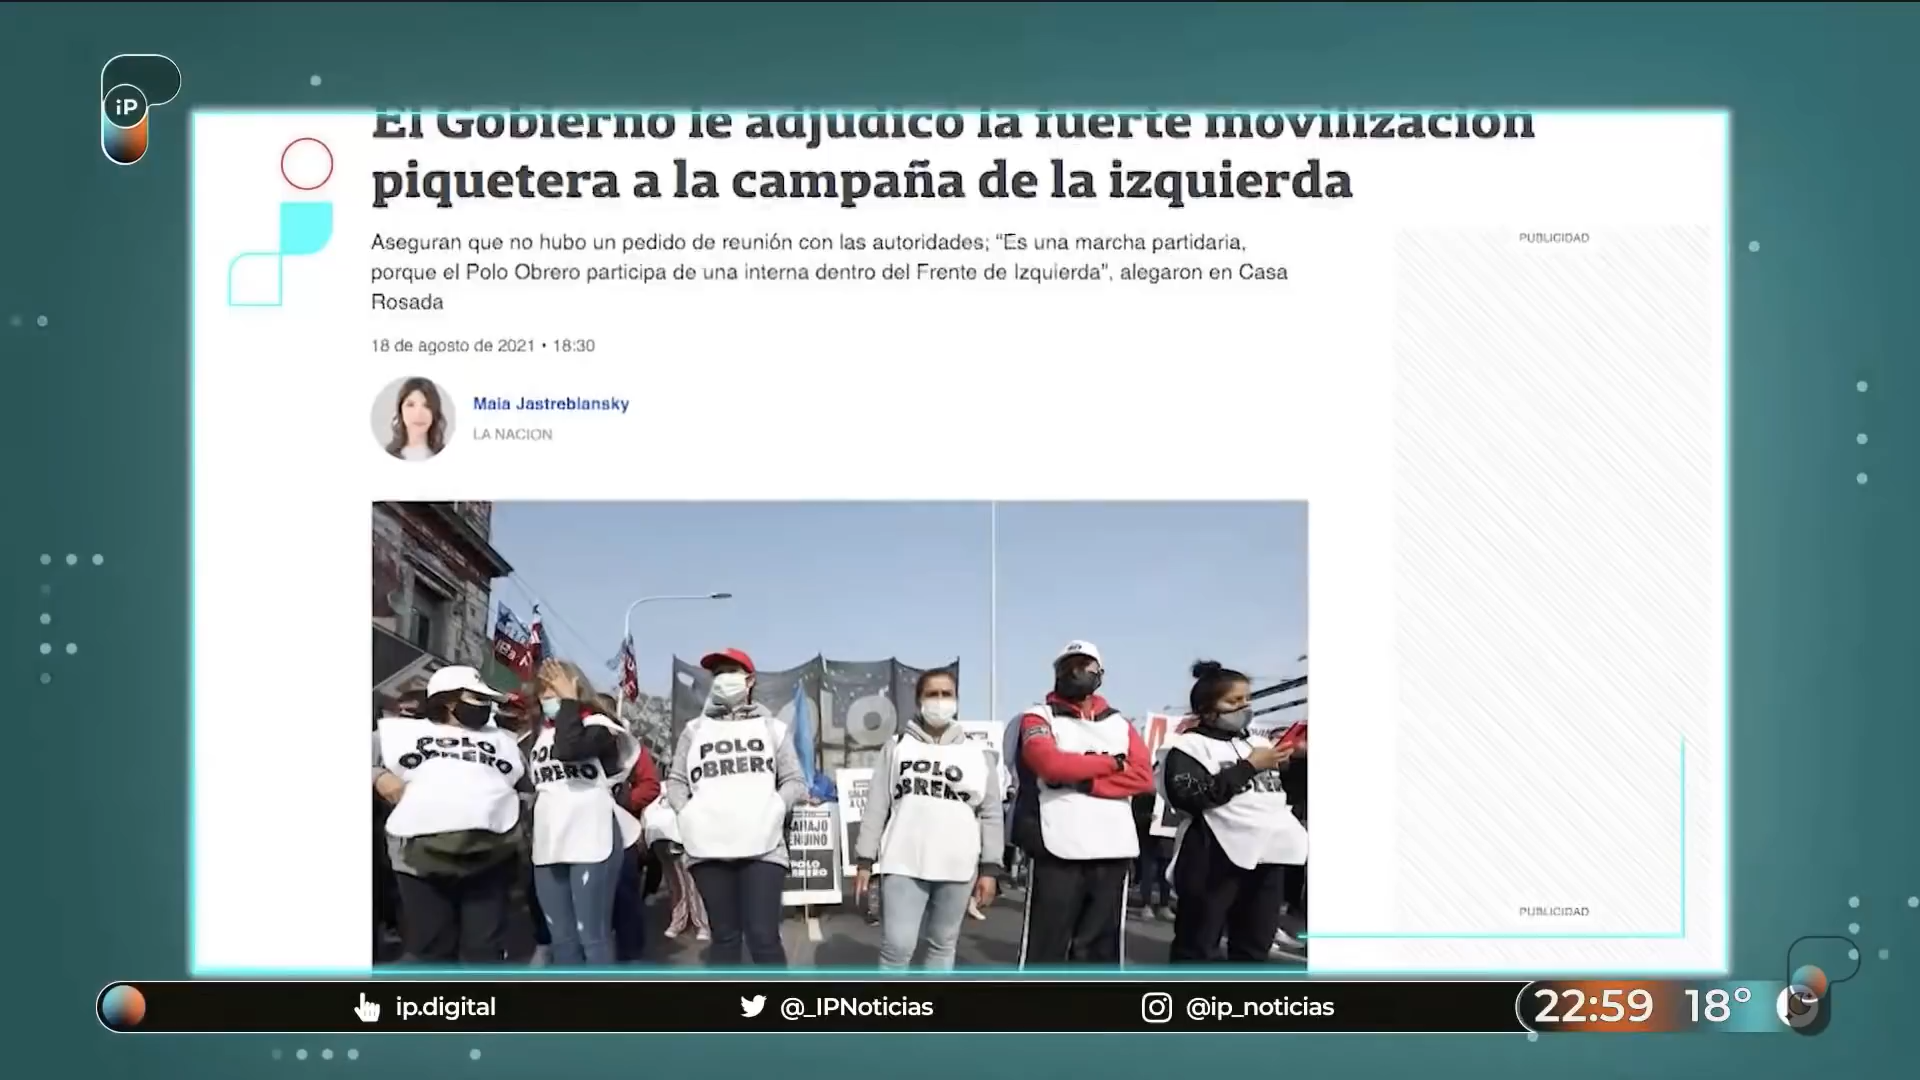 iP
El Gobierno le adjudicó la fuerte movilización
piquetera a la campaña de la izquierda
Aseguran que no hubo un pedido de reunión con las autoridades; “Es una marcha partidaria,
porque el Polo Obrero participa de una interna dentro del Frente de Izquierda”, alegaron en Casa
Rosada
18 de agosto de 2021 • 18:30
Maia Jastreblansky
LA NACION
PUBLICIDAD
POLO
OBRERO
POLO
OBRERO
POLO
OBRERO
POLO
PUBLICIDAD
ip.digital
@_IPNoticias
@ip_noticias
22:59
18°